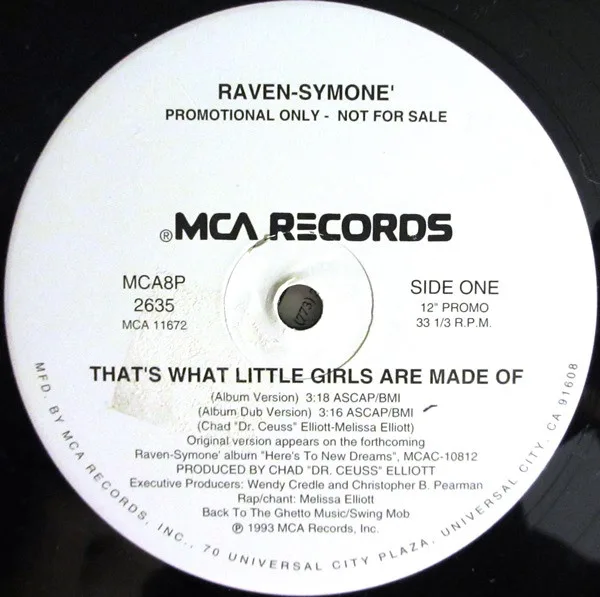 RAVEN-SYMONE'
PROMOTIONAL ONLY - NOT FOR SALE
® MCA RECORDS
MCA8P
2635
MCA 11672
SIDE ONE
12" PROMO
33 1/3 R.P.M.
THAT'S WHAT LITTLE GIRLS ARE MADE OF
(Album Version) 3:18 ASCAP/BMI
(Album Dub Version) 3:16 ASCAP/BMI
(Chad "Dr. Ceuss" Elliott-Melissa Elliott)
Original version appears on the forthcoming
Raven-Symone' album "Here's To New Dreams", MCAC-10812
PRODUCED BY CHAD "DR. CEUSS" ELLIOTT
Executive Producers: Wendy Credle and Christopher B. Pearman
Rap/chant: Melissa Elliott
Back To The Ghetto Music/Swing Mob
℗ 1993 MCA Records, Inc.
MFD. BY MCA RECORDS, INC., 70 UNIVERSAL CITY PLAZA, UNIVERSAL CITY, CA 91608